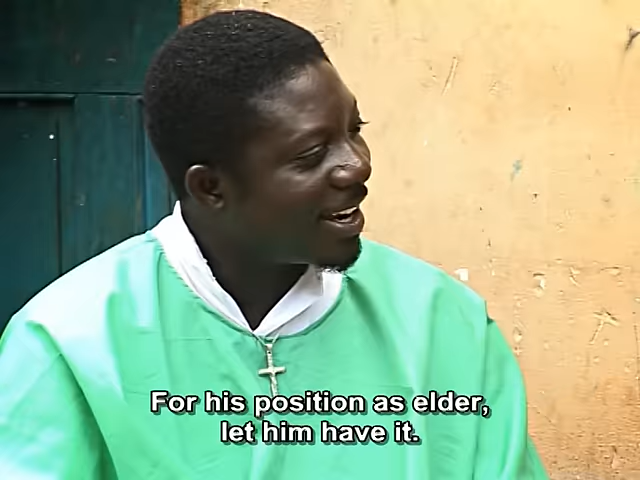 For his position as elder,
let him have it.